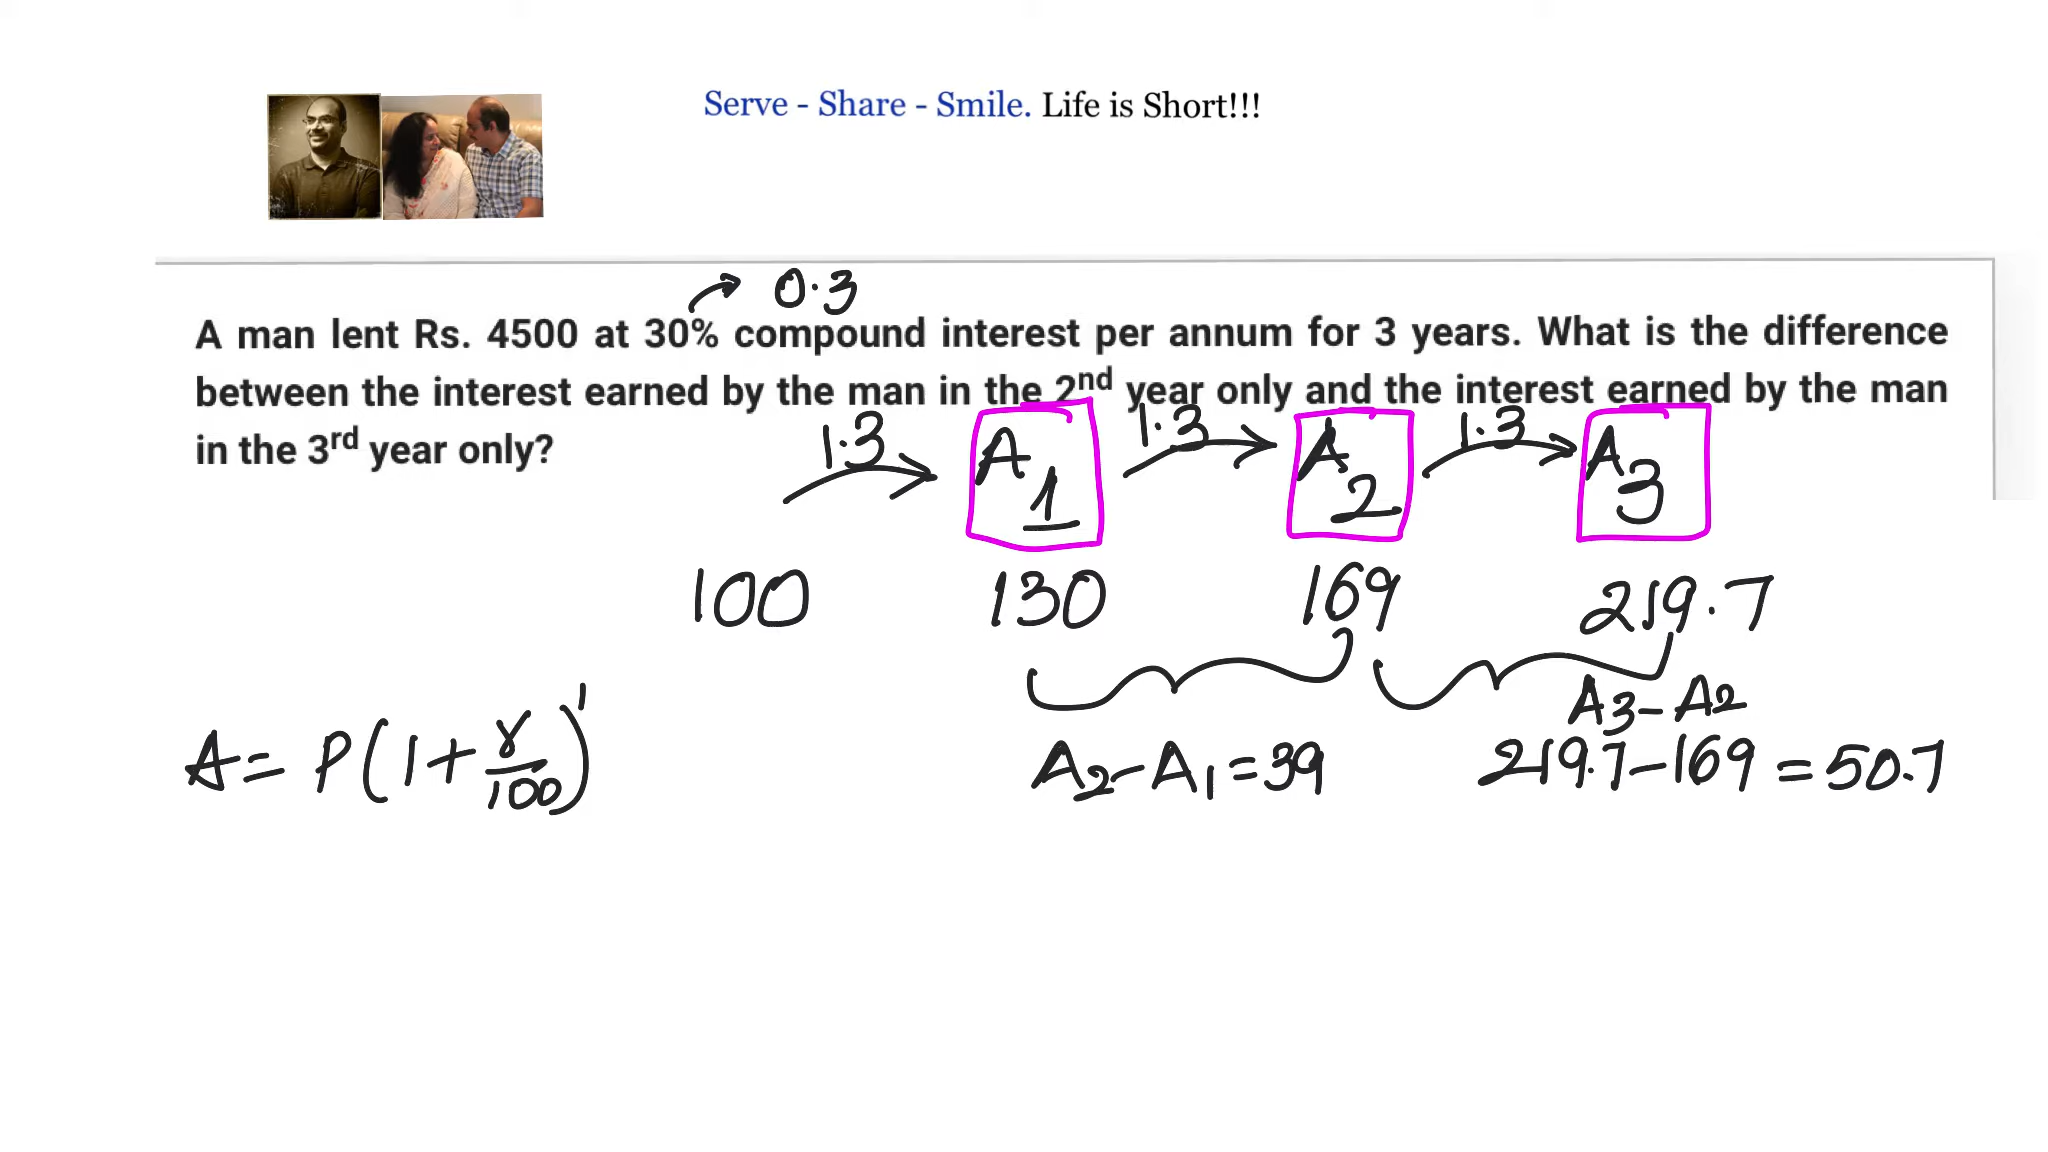 Serve - Share - Smile. Life is Short!!!
0.3
A man lent Rs. 4500 at 30% compound interest per annum for 3 years. What is the difference
between the interest earned by the man in the 2nd year only and the interest earned by the man
in the 3rd year only?
1.3 A1 1.3 A2 1.3 A3
100 130 169 219.7
A3-A2
A = P(1+r/100)^1
A2-A1=39 219.7-169=50.7